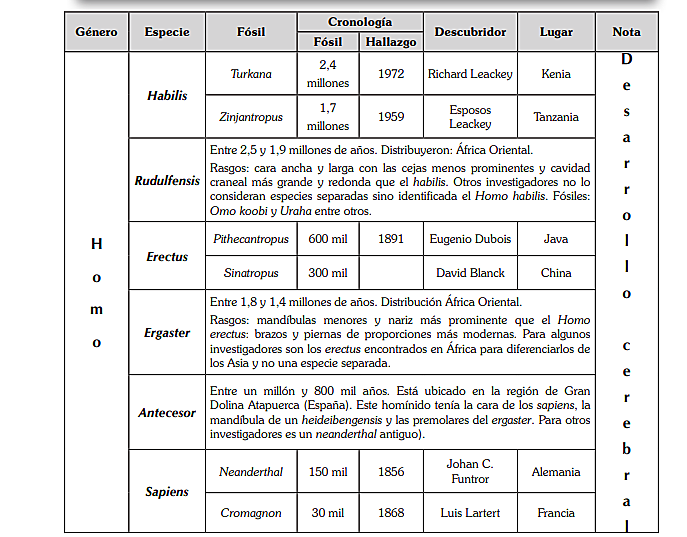 Género Especie Fósil Cronología Descubridor Lugar Nota
Fósil Hallazgo
Homo
Habilis
Turkana 2,4 millones 1972 Richard Leackey Kenia
Zinjantropus 1,7 millones 1959 Esposos Leackey Tanzania
Rudulfensis
Entre 2,5 y 1,9 millones de años. Distribuyeron: África Oriental.
Rasgos: cara ancha y larga con las cejas menos prominentes y cavidad
craneal más grande y redonda que el habilis. Otros investigadores no lo
consideran especies separadas sino identificada el Homo habilis. Fósiles:
Omo koobi y Uraha entre otros.
Erectus
Pithecantropus 600 mil 1891 Eugenio Dubois Java
Sinatropus 300 mil David Blanck China
Ergaster
Entre 1,8 y 1,4 millones de años. Distribución África Oriental.
Rasgos: mandíbulas menores y nariz más prominente que el Homo
erectus: brazos y piernas de proporciones más modernas. Para algunos
investigadores son los erectus encontrados en África para diferenciarlos de
los Asia y no una especie separada.
Antecesor
Entre un millón y 800 mil años. Está ubicado en la región de Gran
Dolina Atapuerca (España). Este homínido tenía la cara de los sapiens, la
mandíbula de un heideibengensis y las premolares del ergaster. Para otros
investigadores es un neanderthal antiguo).
Sapiens
Neanderthal 150 mil 1856 Johan C. Funtror Alemania
Cromagnon 30 mil 1868 Luis Lartert Francia
Desarrollo cerebral